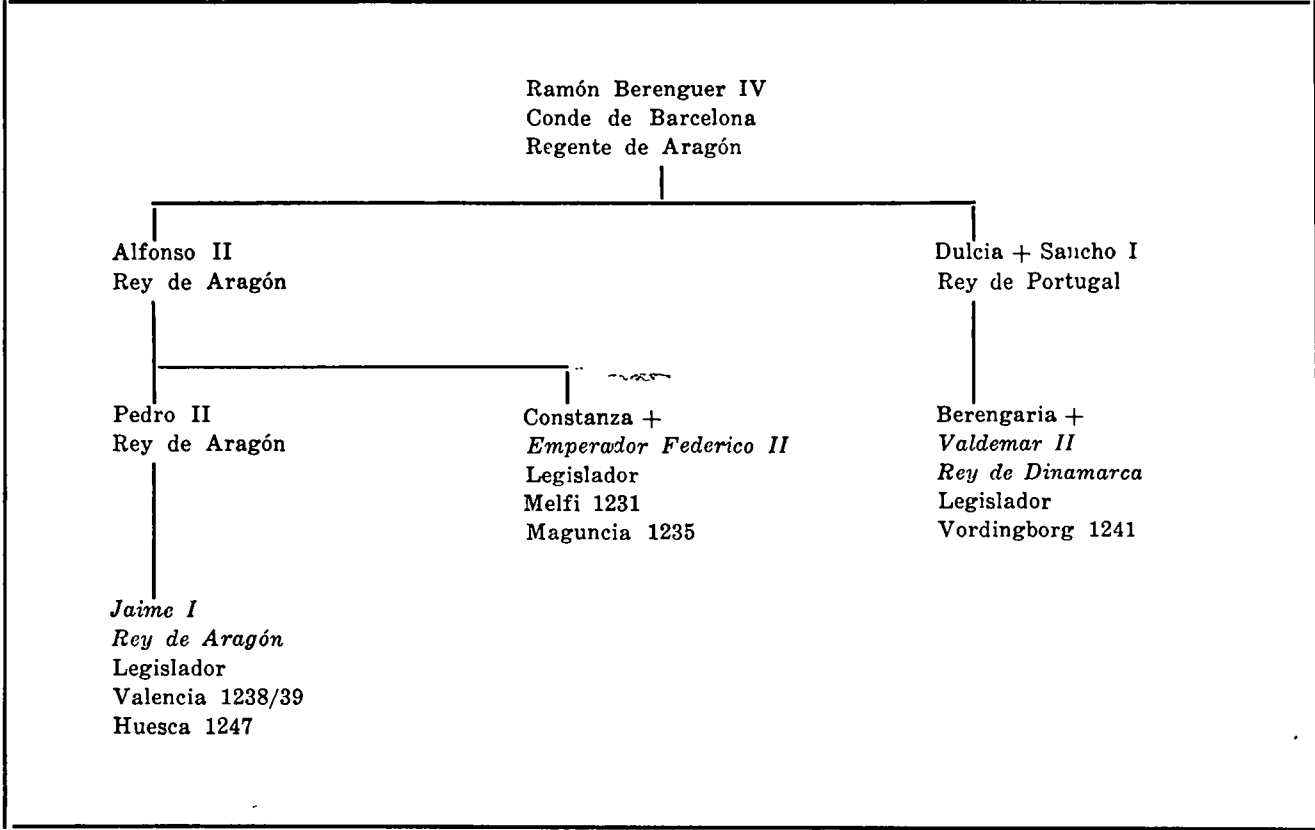 Ramón Berenguer IV
Conde de Barcelona
Regente de Aragón
Alfonso II
Rey de Aragón
Dulcia + Sancho I
Rey de Portugal
Pedro II
Rey de Aragón
Constanza +
Emperador Federico II
Legislador
Melfi 1231
Maguncia 1235
Berengaria +
Valdemar II
Rey de Dinamarca
Legislador
Vordingborg 1241
Jaime I
Rey de Aragón
Legislador
Valencia 1238/39
Huesca 1247